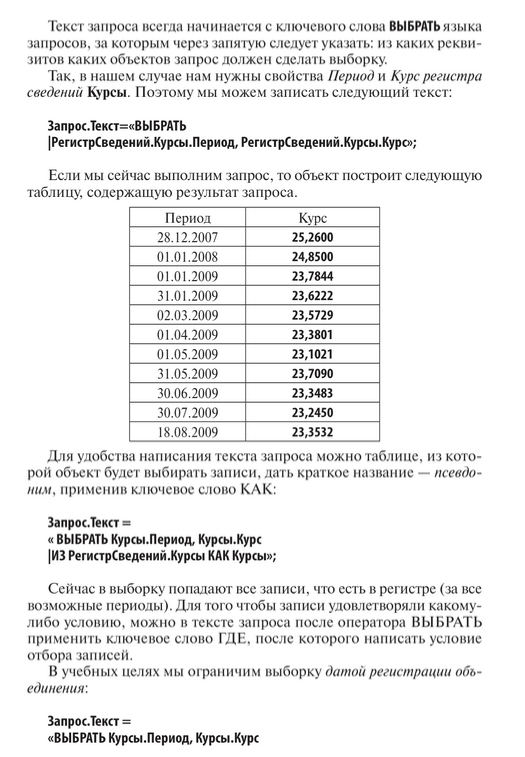 Текст запроса всегда начинается с ключевого слова ВЫБРАТЬ языка
запросов, за которым через запятую следует указать: из каких рекви-
зитов каких объектов запрос должен сделать выборку.
Так, в нашем случае нам нужны свойства Период и Курс регистра
сведений Курсы. Поэтому мы можем записать следующий текст:
Запрос.Текст=«ВЫБРАТЬ
|РегистрСведений.Курсы.Период, РегистрСведений.Курсы.Курс»;
Если мы сейчас выполним запрос, то объект построит следующую
таблицу, содержащую результат запроса.
Период Курс
28.12.2007 25,2600
01.01.2008 24,8500
01.01.2009 23,7844
31.01.2009 23,6222
02.03.2009 23,5729
01.04.2009 23,3801
01.05.2009 23,1021
31.05.2009 23,7090
30.06.2009 23,3483
30.07.2009 23,2450
18.08.2009 23,3532
Для удобства написания текста запроса можно таблице, из кото-
рой объект будет выбирать записи, дать краткое название — псевдо-
ним, применив ключевое слово КАК:
Запрос.Текст =
« ВЫБРАТЬ Курсы.Период, Курсы.Курс
|ИЗ РегистрСведений.Курсы КАК Курсы»;
Сейчас в выборку попадают все записи, что есть в регистре (за все
возможные периоды). Для того чтобы записи удовлетворяли какому-
либо условию, можно в тексте запроса после оператора ВЫБРАТЬ
применить ключевое слово ГДЕ, после которого написать условие
отбора записей.
В учебных целях мы ограничим выборку датой регистрации объ-
единения:
Запрос.Текст =
«ВЫБРАТЬ Курсы.Период, Курсы.Курс